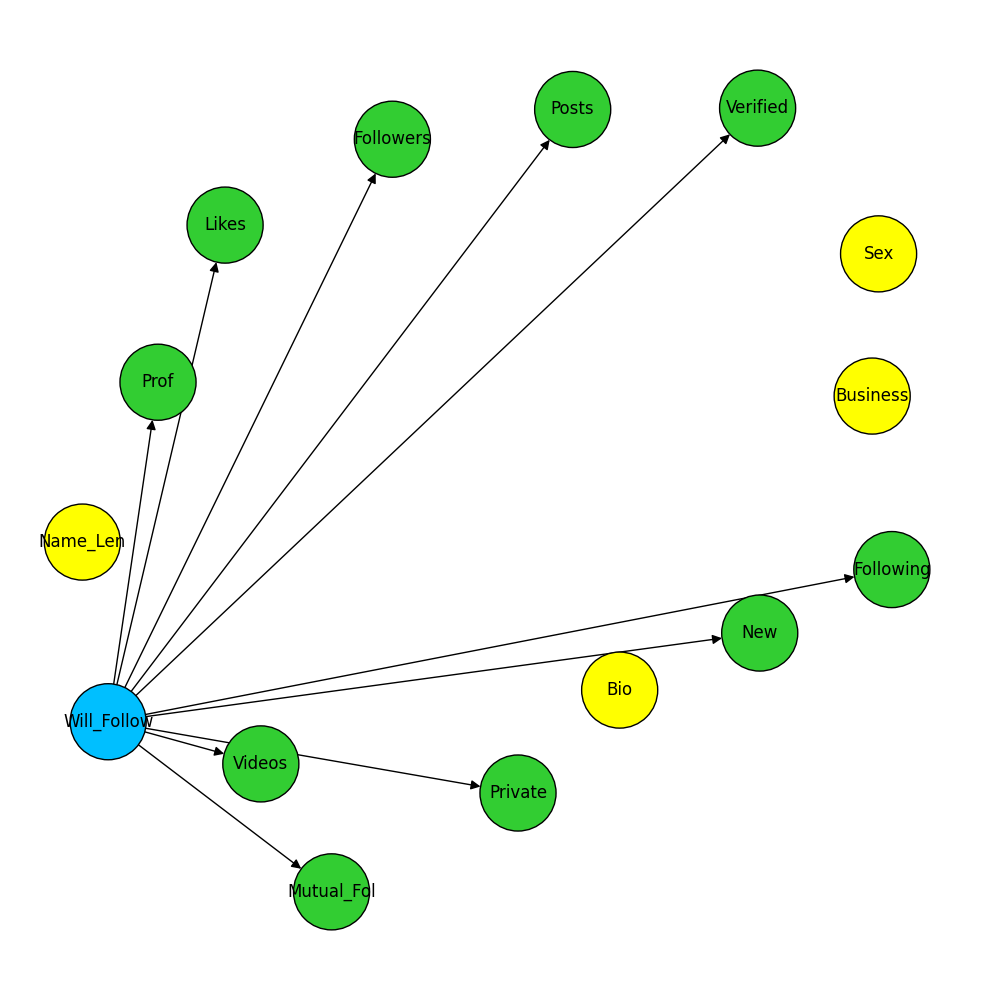 Verified
Posts
Followers
Likes
Sex
Prof
Business
Name_Len
Following
New
Bio
Will_Follow
Videos
Private
Mutual_Fol